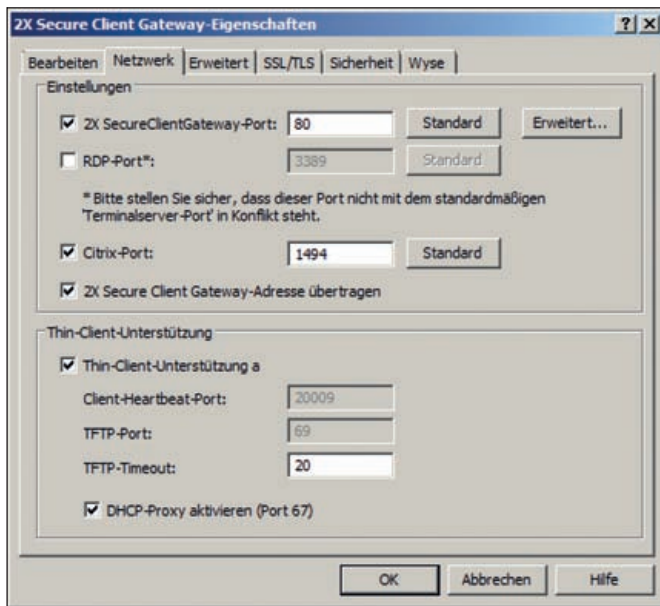 2X Secure Client Gateway-Eigenschaften
Bearbeiten Netzwerk Erweitert SSL/TLS Sicherheit Wyse
Einstellungen
2X SecureClientGateway-Port: 80 Standard Erweitert...
RDP-Port*: 3389 Standard
* Bitte stellen Sie sicher, dass dieser Port nicht mit dem standardmäßigen
'Terminalserver-Port' in Konflikt steht.
Citrix-Port: 1494 Standard
2X Secure Client Gateway-Adresse übertragen
Thin-Client-Unterstützung
Thin-Client-Unterstützung a
Client-Heartbeat-Port: 20009
TFTP-Port: 69
TFTP-Timeout: 20
DHCP-Proxy aktivieren (Port 67)
OK Abbrechen Hilfe